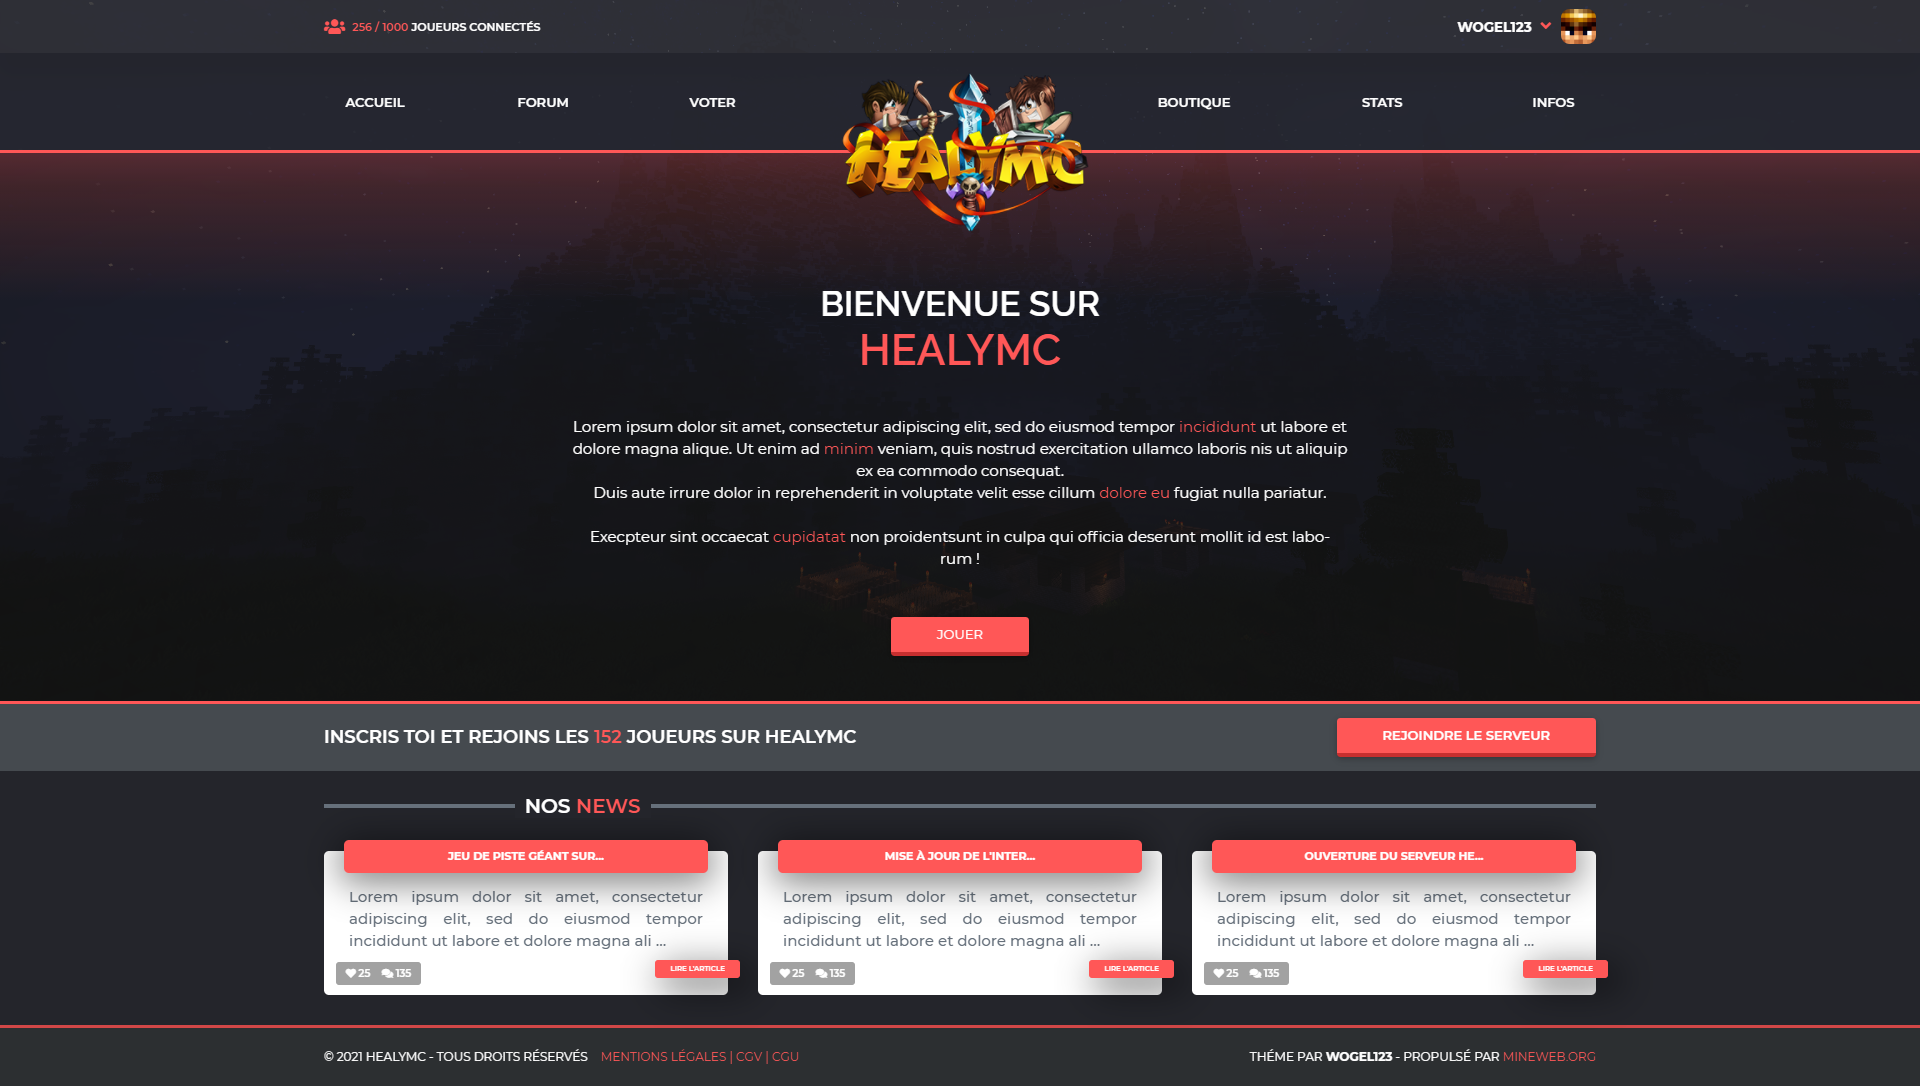 256 / 1000 JOUEURS CONNECTÉS
WOGEL123
ACCUEIL
FORUM
VOTER
HEALYMC
BOUTIQUE
STATS
INFOS
BIENVENUE SUR
HEALYMC
Lorem ipsum dolor sit amet, consectetur adipiscing elit, sed do eiusmod tempor incididunt ut labore et
dolore magna alique. Ut enim ad minim veniam, quis nostrud exercitation ullamco laboris nis ut aliquip
ex ea commodo consequat.
Duis aute irrure dolor in reprehenderit in voluptate velit esse cillum dolore eu fugiat nulla pariatur.
Execpteur sint occaecat cupidatat non proidentsunt in culpa qui officia deserunt mollit id est labo-
rum !
JOUER
INSCRIS TOI ET REJOINS LES 152 JOUEURS SUR HEALYMC
REJOINDRE LE SERVEUR
NOS NEWS
JEU DE PISTE GÉANT SUR...
Lorem ipsum dolor sit amet, consectetur
adipiscing elit, sed do eiusmod tempor
incididunt ut labore et dolore magna ali ...
25 135
LIRE L'ARTICLE
MISE À JOUR DE L'INTER...
Lorem ipsum dolor sit amet, consectetur
adipiscing elit, sed do eiusmod tempor
incididunt ut labore et dolore magna ali ...
25 135
LIRE L'ARTICLE
OUVERTURE DU SERVEUR HE...
Lorem ipsum dolor sit amet, consectetur
adipiscing elit, sed do eiusmod tempor
incididunt ut labore et dolore magna ali ...
25 135
LIRE L'ARTICLE
© 2021 HEALYMC - TOUS DROITS RÉSERVÉS MENTIONS LÉGALES | CGV | CGU
THÉME PAR WOGEL123 - PROPULSÉ PAR MINEWEB.ORG